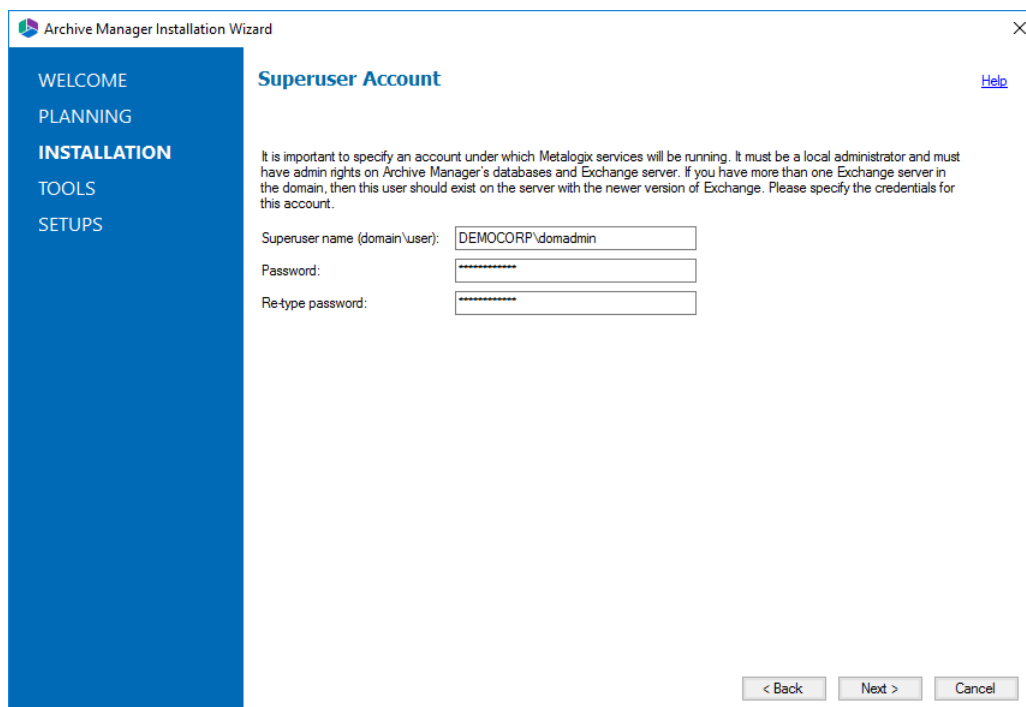 Archive Manager Installation Wizard
WELCOME
PLANNING
INSTALLATION
TOOLS
SETUPS
Superuser Account
Help
It is important to specify an account under which Metalogix services will be running. It must be a local administrator and must
have admin rights on Archive Manager's databases and Exchange server. If you have more than one Exchange server in
the domain, then this user should exist on the server with the newer version of Exchange. Please specify the credentials for
this account.
Superuser name (domain\user): DEMOCORP\domadmin
Password: ************
Re-type password: ************
< Back Next > Cancel